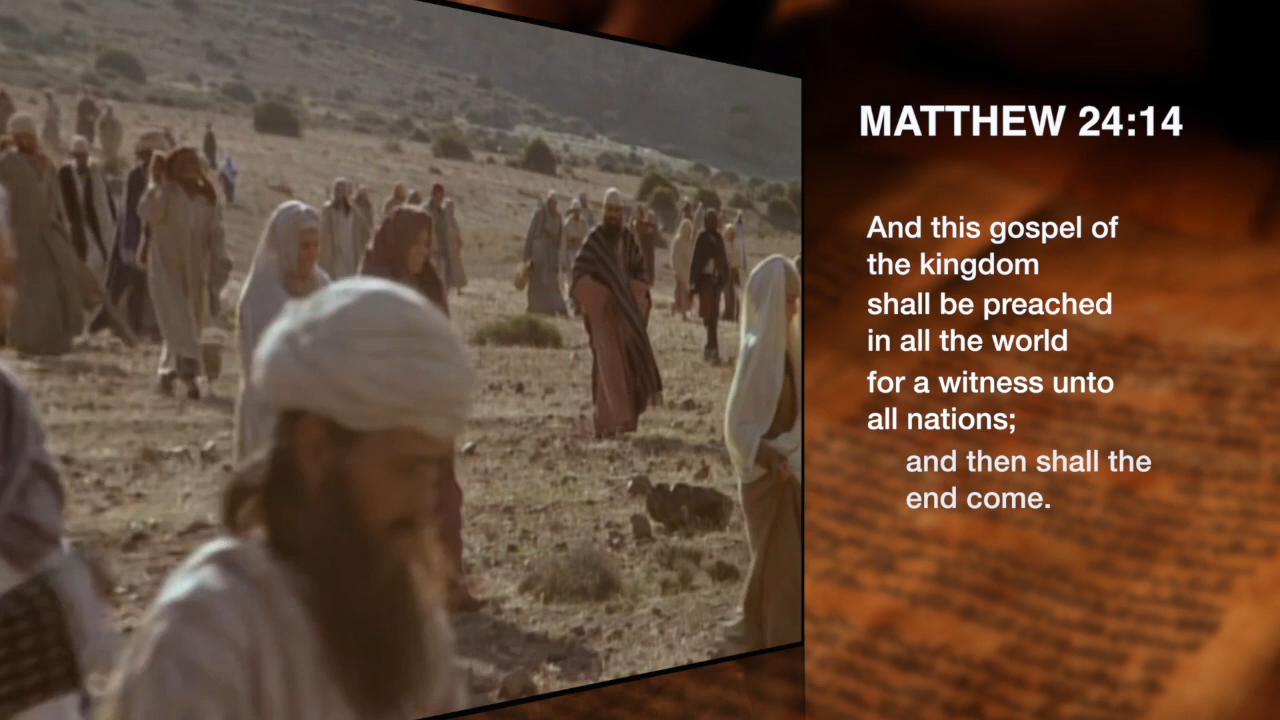 MATTHEW 24:14
And this gospel of
the kingdom
shall be preached
in all the world
for a witness unto
all nations;
and then shall the
end come.